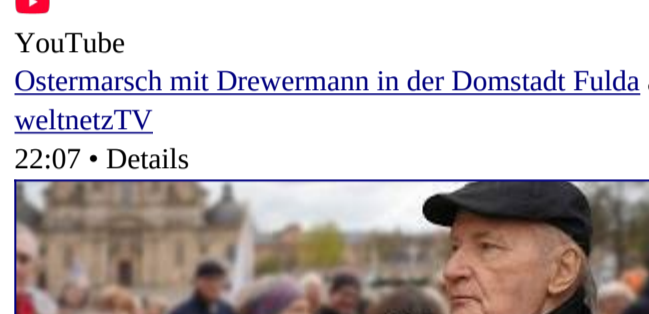 YouTube
Ostermarsch mit Drewermann in der Domstadt Fulda
weltnetzTV
22:07 • Details